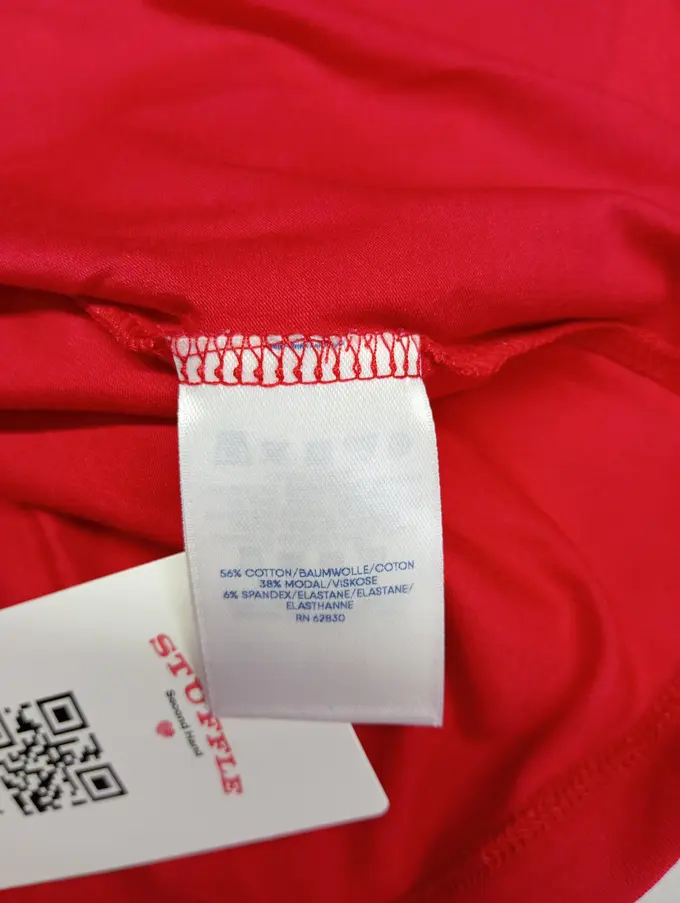 56% COTTON/BAUMWOLLE/COTON
38% MODAL/VISKOSE
6% SPANDEX/ELASTANE/ELASTANE/
ELASTHANNE
RN 62830
STUFFLE
Second Hand